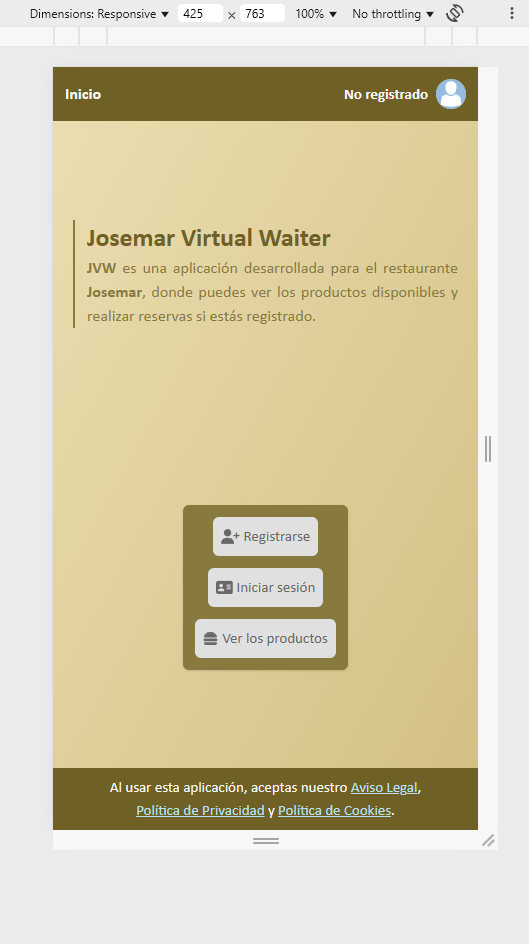 Dimensions: Responsive ▼ 425 × 763 100% ▼ No throttling ▼
Inicio No registrado
Josemar Virtual Waiter
JVW es una aplicación desarrollada para el restaurante
Josemar, donde puedes ver los productos disponibles y
realizar reservas si estás registrado.
Registrarse
Iniciar sesión
Ver los productos
Al usar esta aplicación, aceptas nuestro Aviso Legal,
Política de Privacidad y Política de Cookies.